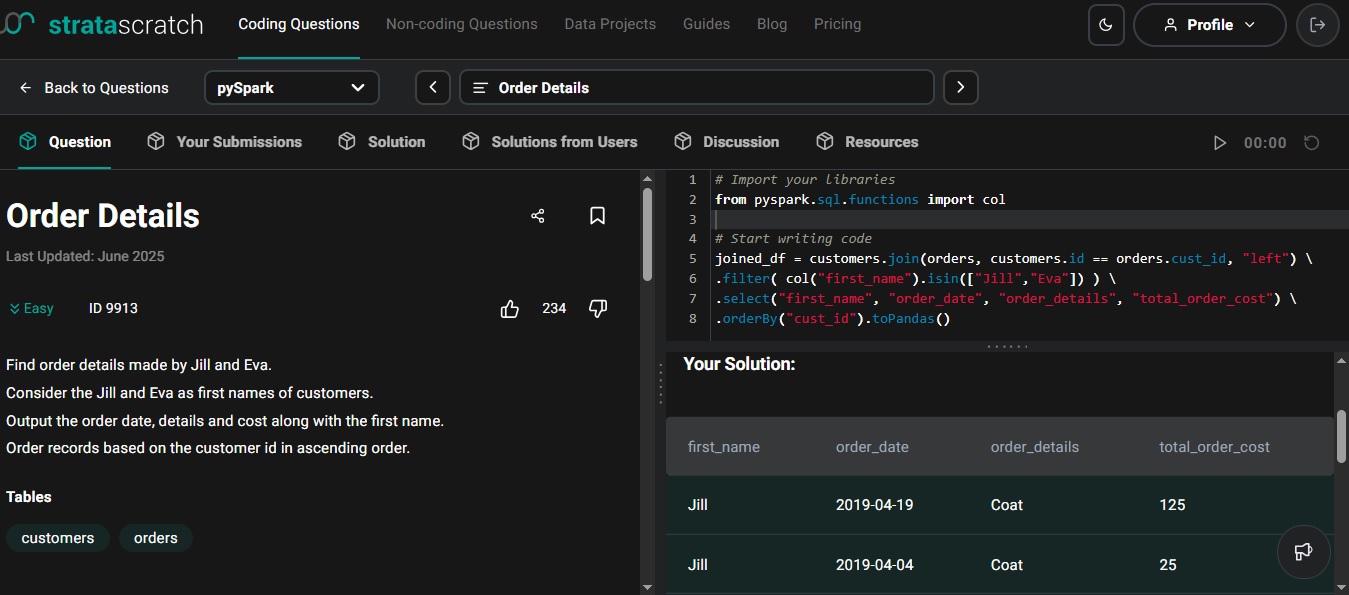 stratascratch
Coding Questions
Non-coding Questions
Data Projects
Guides
Blog
Pricing
Profile
Back to Questions
pySpark
Order Details
Question
Your Submissions
Solution
Solutions from Users
Discussion
Resources
00:00
Order Details
Last Updated: June 2025
Easy
ID 9913
234
Find order details made by Jill and Eva.
Consider the Jill and Eva as first names of customers.
Output the order date, details and cost along with the first name.
Order records based on the customer id in ascending order.
Tables
customers
orders
1 # Import your libraries
2 from pyspark.sql.functions import col
3
4 # Start writing code
5 joined_df = customers.join(orders, customers.id == orders.cust_id, "left") \
6 .filter( col("first_name").isin(["Jill","Eva"]) ) \
7 .select("first_name", "order_date", "order_details", "total_order_cost") \
8 .orderBy("cust_id").toPandas()
Your Solution:
first_name order_date order_details total_order_cost
Jill 2019-04-19 Coat 125
Jill 2019-04-04 Coat 25